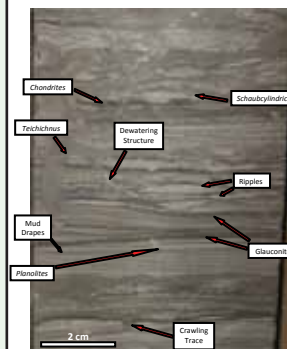 Chondrites
Schaubcylindric
Teichichnus
Dewatering
Structure
Ripples
Mud
Drapes
Glauconit
Planolites
Crawling
Trace
2 cm